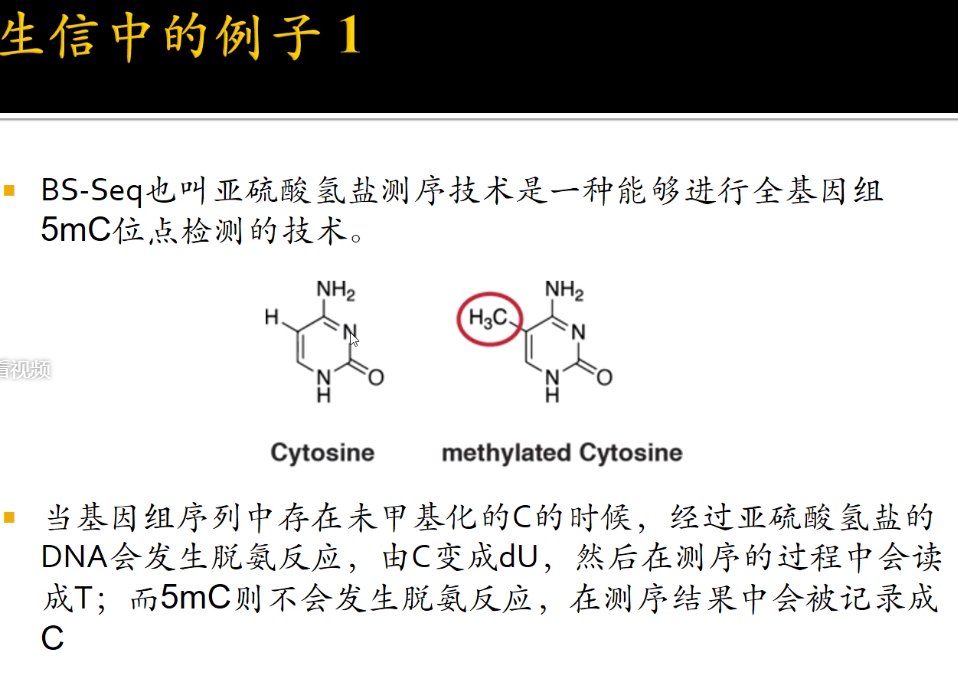 生信中的例子1
BS-Seq也叫亚硫酸氢盐测序技术是一种能够进行全基因组
5mC位点检测的技术。
NH2
H
N
N
H
O
NH2
H3C
N
N
H
O
看视频
Cytosine
methylated Cytosine
当基因组序列中存在未甲基化的C的时候，经过亚硫酸氢盐的
DNA会发生脱氨反应，由C变成dU，然后在测序的过程中会读
成T；而5mC则不会发生脱氨反应，在测序结果中会被记录成
C